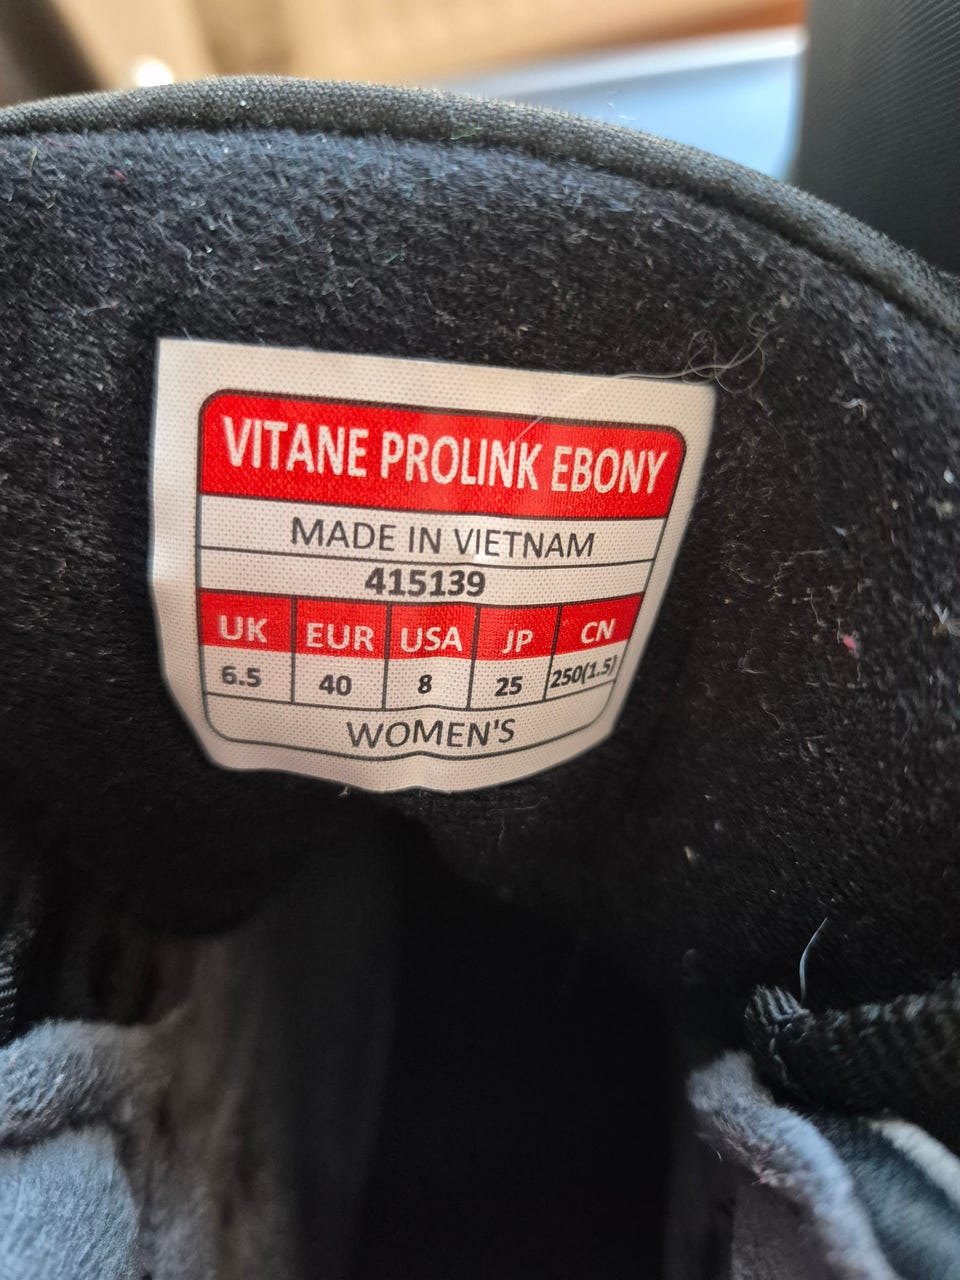 VITANE PROLINK EBONY
MADE IN VIETNAM
415139
UK EUR USA JP CN
6.5 40 8 25 250(1.5)
WOMEN'S